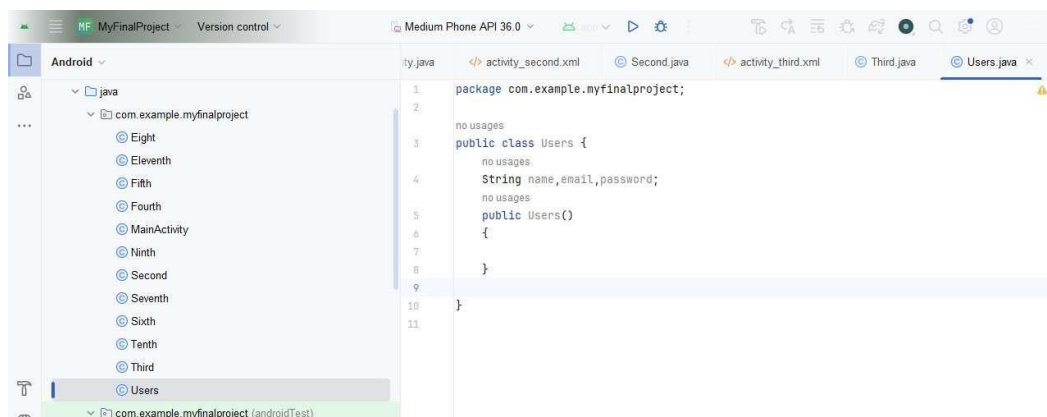 MF MyFinalProject Version control Medium Phone API 36.0 app
Android
ty.java activity_second.xml Second.java activity_third.xml Third.java Users.java
java
com.example.myfinalproject
Eight
Eleventh
Fifth
Fourth
MainActivity
Ninth
Second
Seventh
Sixth
Tenth
Third
Users
com.example.myfinalproject (androidTest)
1 package com.example.myfinalproject;
2
no usages
3 public class Users {
no usages
4 String name,email,password;
no usages
5 public Users()
6 {
7
8 }
9
10 }
11